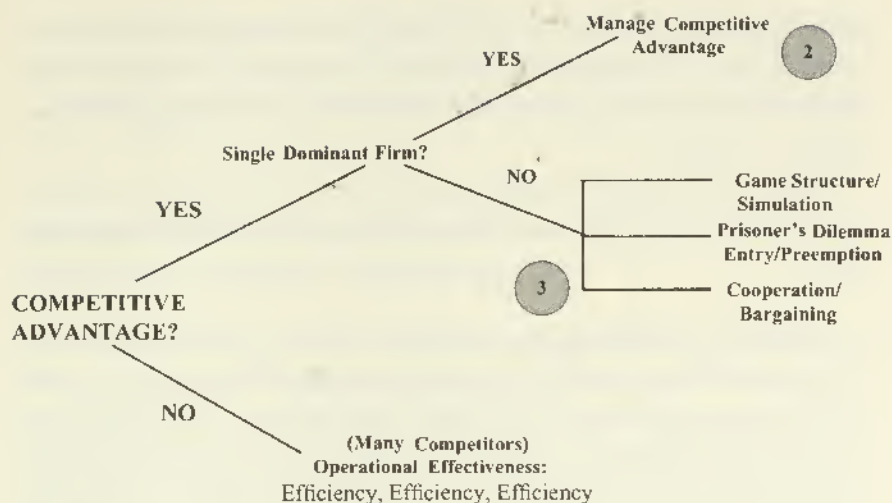 Manage Competitive
Advantage
2
YES
Single Dominant Firm?
NO
Game Structure/
Simulation
YES
Prisoner's Dilemma
Entry/Preemption
3
Cooperation/
Bargaining
COMPETITIVE
ADVANTAGE?
NO
(Many Competitors)
Operational Effectiveness:
Efficiency, Efficiency, Efficiency